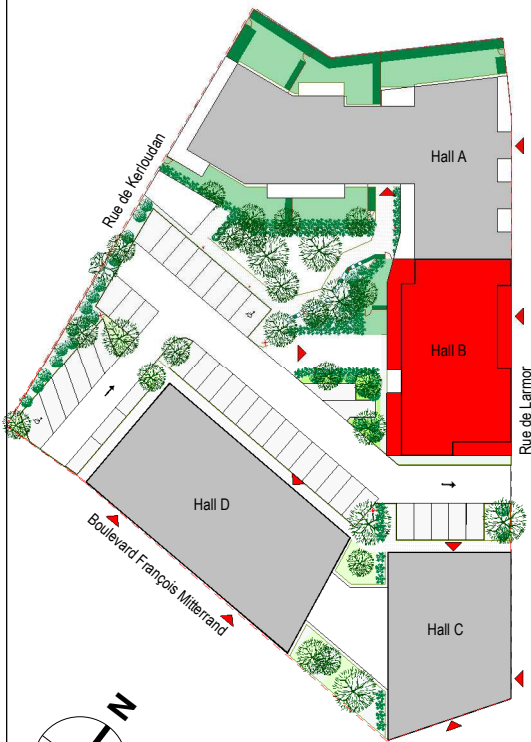 Rue de Kerloudan
Hall A
Hall B
Rue de Larmor
Hall D
Boulevard François Mitterrand
Hall C
N